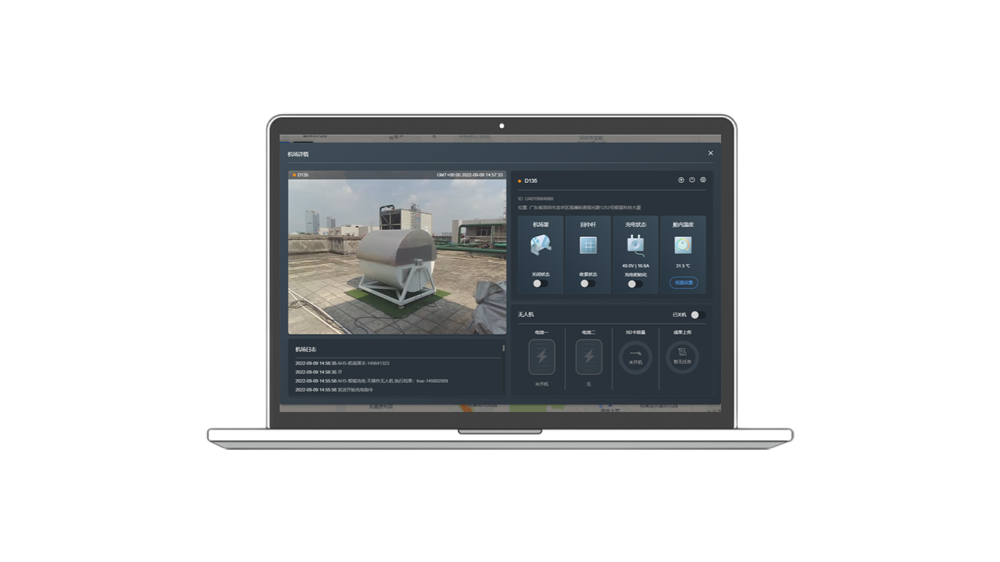 机场详情
D135
GMT+08:00 2022-09-09 14:57:33
D135
ID: UA019984988
位置: 广东省深圳市龙华区观澜街道观光路1253号银星科技大厦
机场罩
回中杆
充电状态
舱内温度
49.0V | 16.6A
31.5 ℃
关闭状态
收紧状态
充电初始化
恒温设置
无人机
已关机
电池一
电池二
SD卡容量
成果上传
未开机
暂无任务
未开机
无
机场日志
2022-09-09 14:56:35 AHS-机场罩关-145641323
2022-09-09 14:56:35 开
2022-09-09 14:55:56 AHS-智能充电 不操作无人机 执行结果：true-145602009
2022-09-09 14:55:56 发送开始充电指令